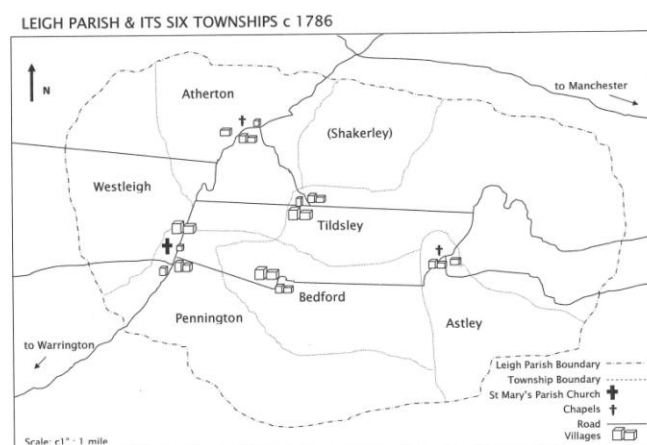 LEIGH PARISH & ITS SIX TOWNSHIPS c 1786
N
Atherton
to Manchester
(Shakerley)
Westleigh
Tildsley
Bedford
Pennington
Astley
to Warrington
Leigh Parish Boundary
Township Boundary
St Mary's Parish Church
Chapels
Road
Villages
Scale: c1" : 1 mile